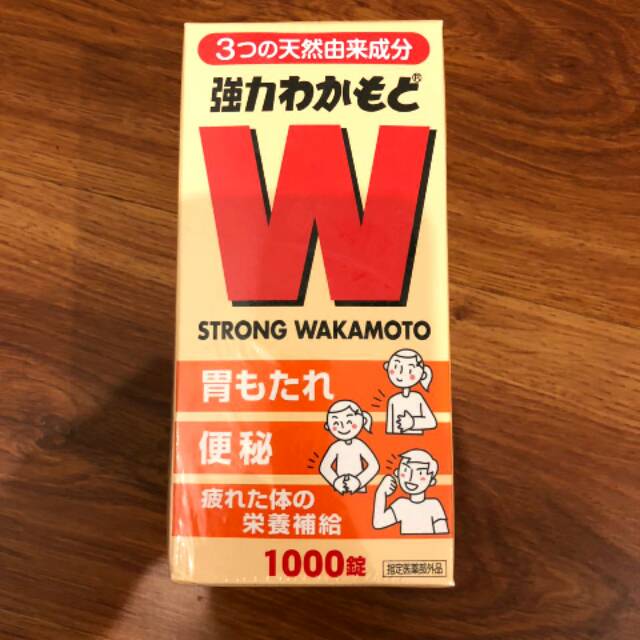 3つの天然由来成分
強力わかもと®
W
STRONG WAKAMOTO
胃もたれ
便秘
疲れた体の
栄養補給
1000錠
指定医薬部外品